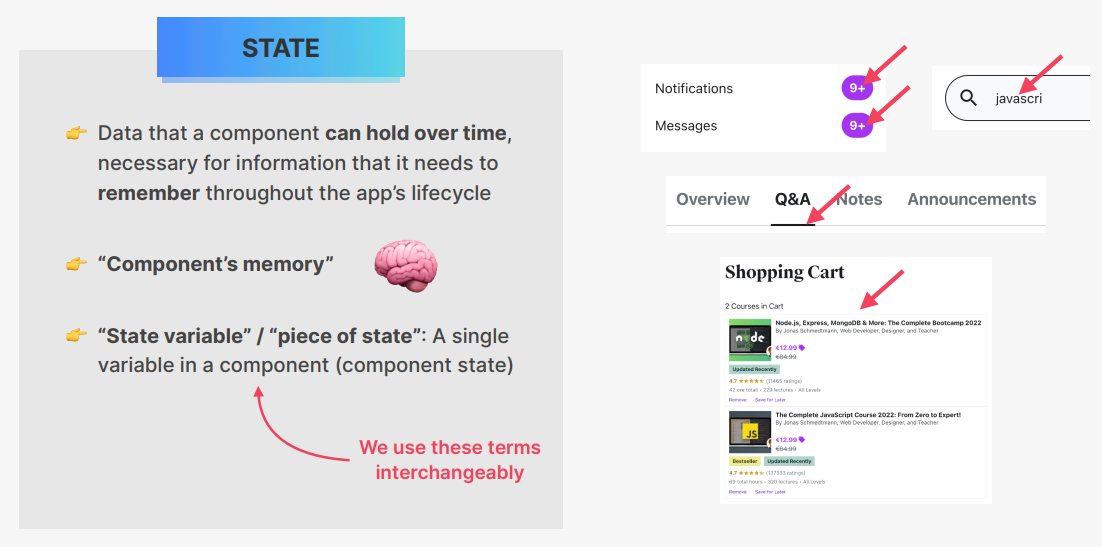 STATE
Data that a component can hold over time,
necessary for information that it needs to
remember throughout the app’s lifecycle
“Component’s memory”
“State variable” / “piece of state”: A single
variable in a component (component state)
We use these terms
interchangeably
Notifications
9+
Messages
9+
javascri
Overview Q&A Notes Announcements
Shopping Cart
2 Courses in Cart
node
Node.js, Express, MongoDB & More: The Complete Bootcamp 2022
By Jonas Schmedtmann, Web Developer, Designer, and Teacher
€12.99
€84.99
Updated Recently
4.7 (11465 ratings)
42 ore totali • 229 lectures • All Levels
Remove Save for Later
JS
The Complete JavaScript Course 2022: From Zero to Expert!
By Jonas Schmedtmann, Web Developer, Designer, and Teacher
€12.99
€84.99
Bestseller Updated Recently
4.7 (137333 ratings)
69 total hours • 320 lectures • All Levels
Remove Save for Later